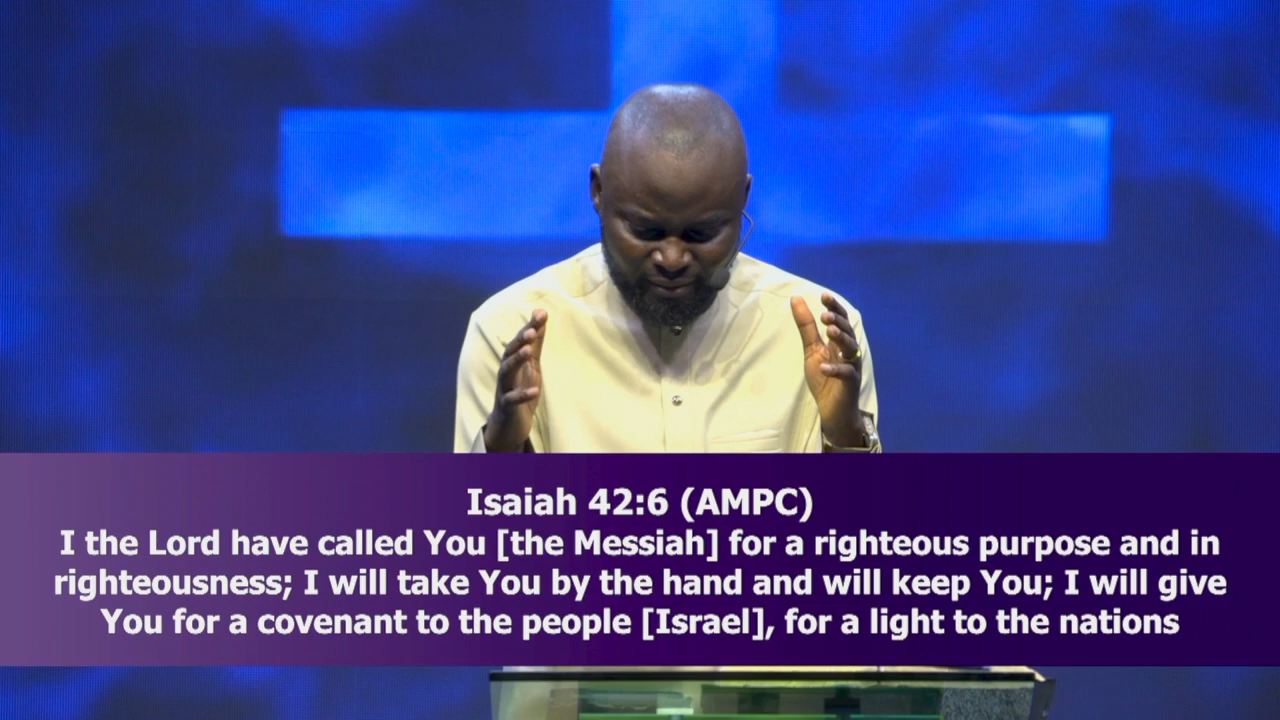 Isaiah 42:6 (AMPC)
I the Lord have called You [the Messiah] for a righteous purpose and in
righteousness; I will take You by the hand and will keep You; I will give
You for a covenant to the people [Israel], for a light to the nations